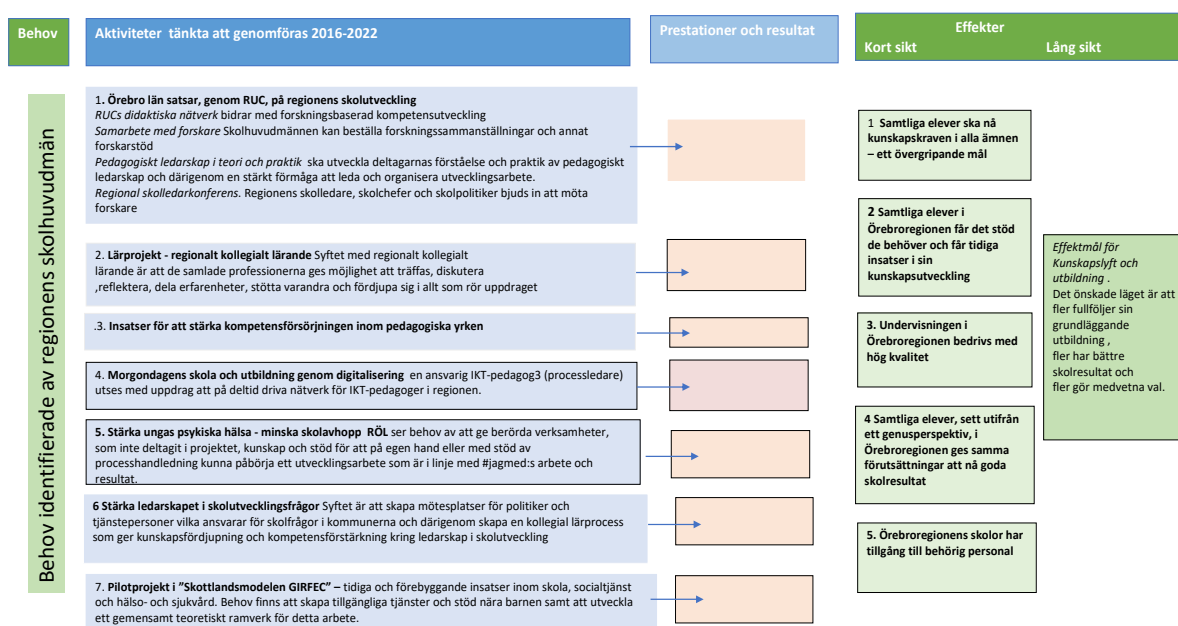 Behov
Aktiviteter tänkta att genomföras 2016-2022
Prestationer och resultat
Effekter
Kort sikt
Lång sikt
Behov identifierade av regionens skolhuvudmän
1. Örebro län satsar, genom RUC, på regionens skolutveckling
RUCs didaktiska nätverk bidrar med forskningsbaserad kompetensutveckling
Samarbete med forskare Skolhuvudmännen kan beställa forskningssammanställningar och annat
forskarstöd
Pedagogiskt ledarskap i teori och praktik ska utveckla deltagarnas förståelse och praktik av pedagogiskt
ledarskap och därigenom en stärkt förmåga att leda och organisera utvecklingsarbete.
Regional skolledarkonferens. Regionens skolledare, skolchefer och skolpolitiker bjuds in att möta
forskare
2. Lärprojekt - regionalt kollegialt lärande Syftet med regionalt kollegialt
lärande är att de samlade professionerna ges möjlighet att träffas, diskutera
,reflektera, dela erfarenheter, stötta varandra och fördjupa sig i allt som rör uppdraget
.3. Insatser för att stärka kompetensförsörjningen inom pedagogiska yrken
4. Morgondagens skola och utbildning genom digitalisering en ansvarig IKT-pedagog3 (processledare)
utses med uppdrag att på deltid driva nätverk för IKT-pedagoger i regionen.
5. Stärka ungas psykiska hälsa - minska skolavhopp RÖL ser behov av att ge berörda verksamheter,
som inte deltagit i projektet, kunskap och stöd för att på egen hand eller med stöd av
processhandledning kunna påbörja ett utvecklingsarbete som är i linje med #jagmed:s arbete och
resultat.
6 Stärka ledarskapet i skolutvecklingsfrågor Syftet är att skapa mötesplatser för politiker och
tjänstepersoner vilka ansvarar för skolfrågor i kommunerna och därigenom skapa en kollegial lärprocess
som ger kunskapsfördjupning och kompetensförstärkning kring ledarskap i skolutveckling
7. Pilotprojekt i ”Skottlandsmodelen GIRFEC” – tidiga och förebyggande insatser inom skola, socialtjänst
och hälso- och sjukvård. Behov finns att skapa tillgängliga tjänster och stöd nära barnen samt att utveckla
ett gemensamt teoretiskt ramverk för detta arbete.
1 Samtliga elever ska nå
kunskapskraven i alla ämnen
– ett övergripande mål
2 Samtliga elever i
Örebroregionen får det stöd
de behöver och får tidiga
insatser i sin
kunskapsutveckling
3. Undervisningen i
Örebroregionen bedrivs med
hög kvalitet
4 Samtliga elever, sett utifrån
ett genusperspektiv, i
Örebroregionen ges samma
förutsättningar att nå goda
skolresultat
5. Örebroregionens skolor har
tillgång till behörig personal
Effektmål för
Kunskapslyft och
utbildning .
Det önskade läget är att
fler fullföljer sin
grundläggande
utbildning ,
fler har bättre
skolresultat och
fler gör medvetna val.